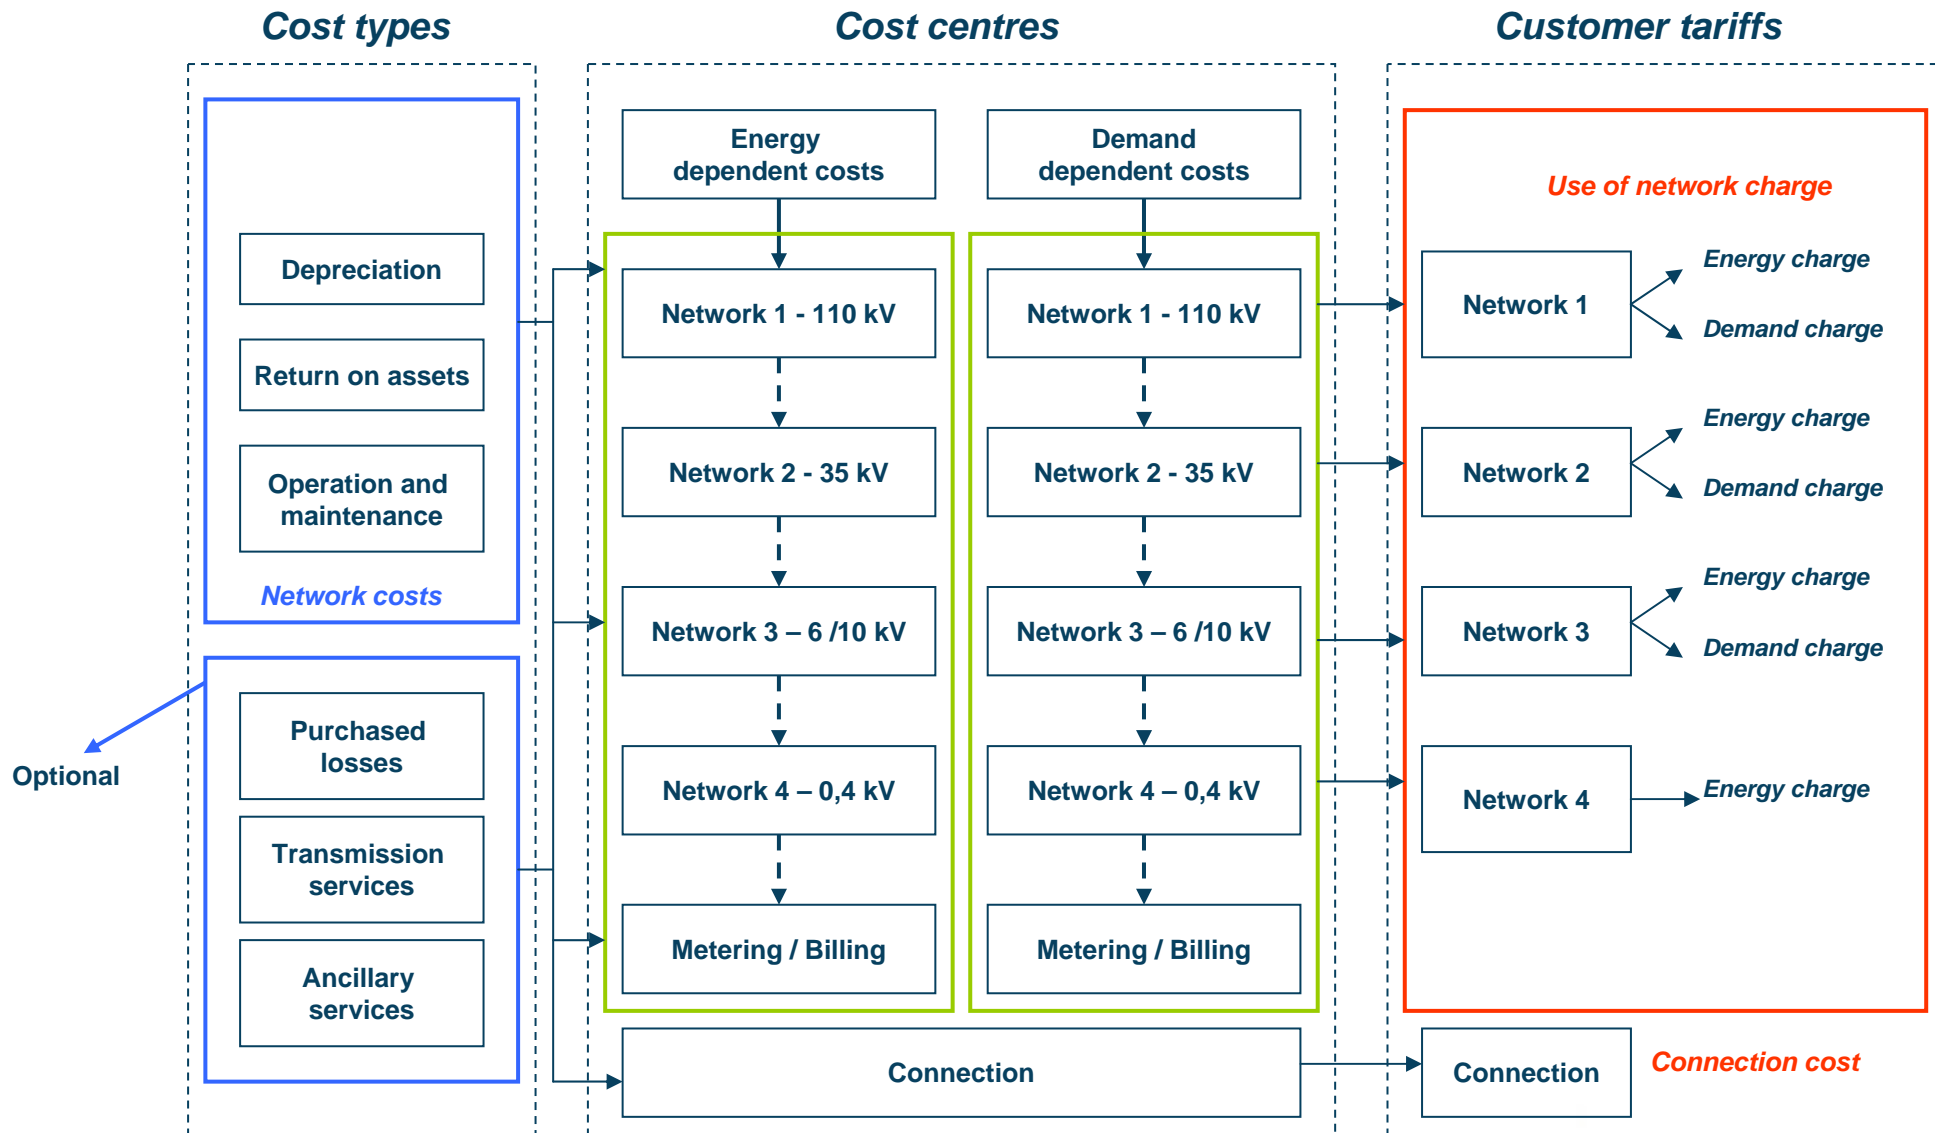 Cost types
Cost centres
Customer tariffs
Depreciation
Return on assets
Operation and
maintenance
Network costs
Purchased
losses
Transmission
services
Ancillary
services
Optional
Energy
dependent costs
Network 1 - 110 kV
Network 2 - 35 kV
Network 3 – 6 /10 kV
Network 4 – 0,4 kV
Metering / Billing
Demand
dependent costs
Network 1 - 110 kV
Network 2 - 35 kV
Network 3 – 6 /10 kV
Network 4 – 0,4 kV
Metering / Billing
Connection
Use of network charge
Network 1
Energy charge
Demand charge
Network 2
Energy charge
Demand charge
Network 3
Energy charge
Demand charge
Network 4
Energy charge
Connection
Connection cost